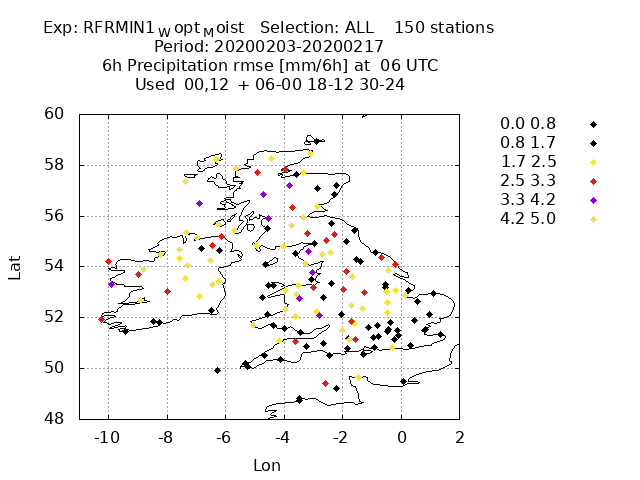 Exp: RFRMIN1WoptMoist   Selection: ALL    150 stations
Period: 20200203-20200217
6h Precipitation rmse [mm/6h] at  06 UTC
Used  00,12  + 06-00 18-12 30-24
60
58
56
54
52
50
48
Lat
-10 -8 -6 -4 -2 0 2
Lon
0.0 0.8
0.8 1.7
1.7 2.5
2.5 3.3
3.3 4.2
4.2 5.0